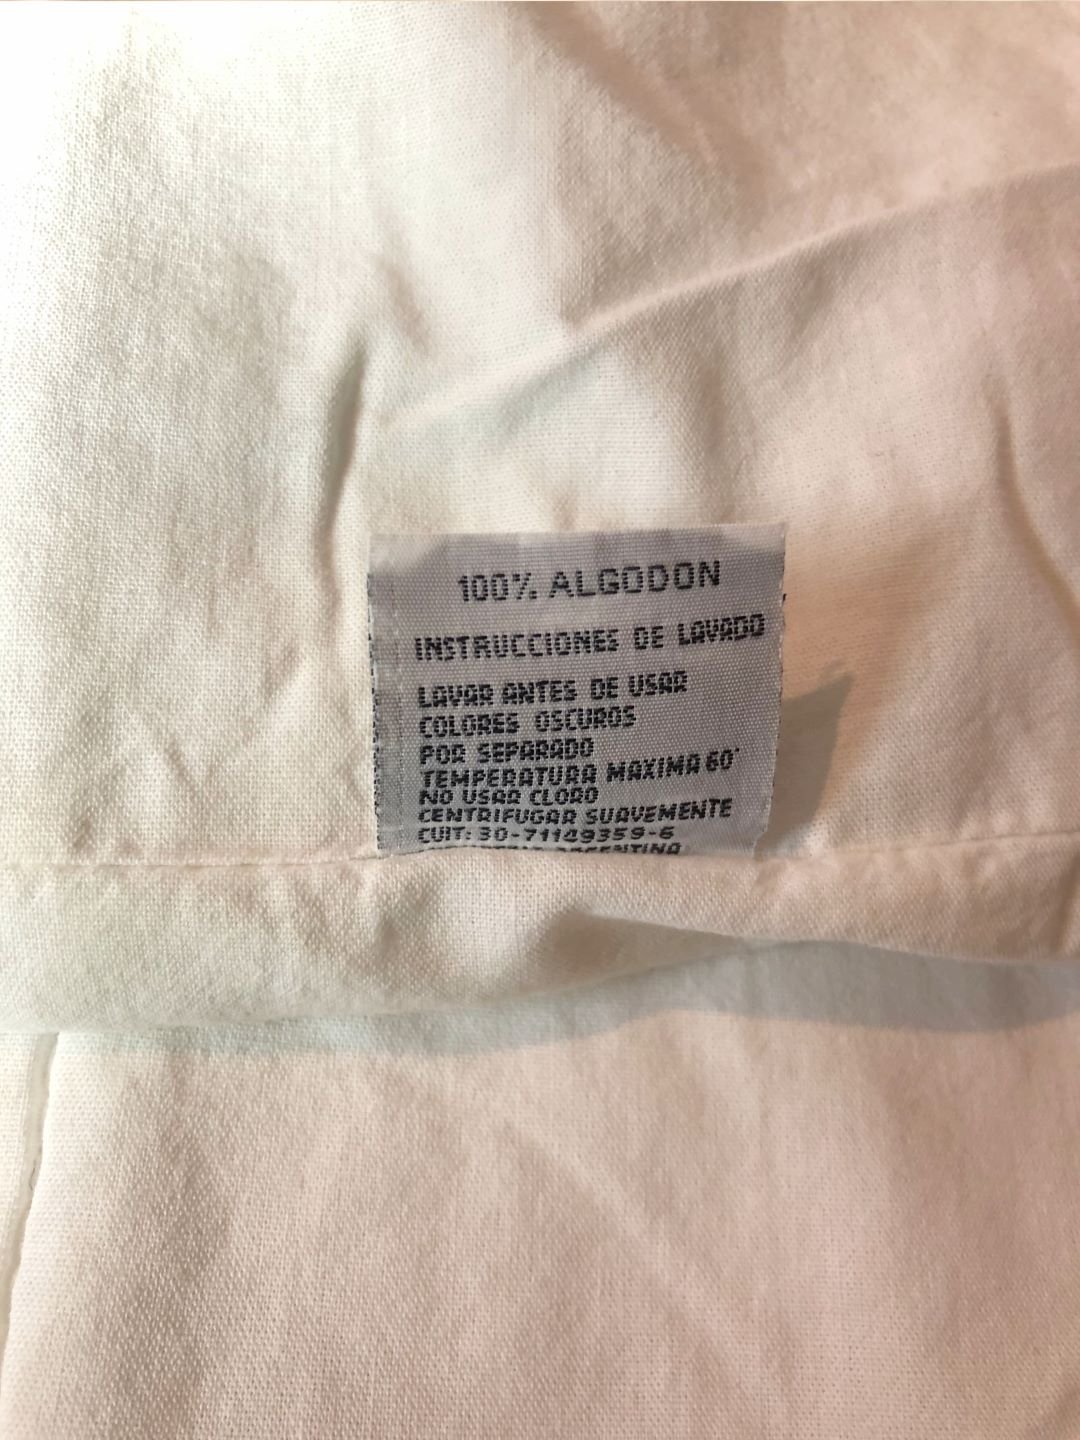 100% ALGODON
INSTRUCCIONES DE LAVADO
LAVAR ANTES DE USAR
COLORES OSCUROS
POR SEPARADO
TEMPERATURA MAXIMA 60°
NO USAR CLORO
CENTRIFUGAR SUAVEMENTE
CUIT: 30-71149359-6
ARGENTINA